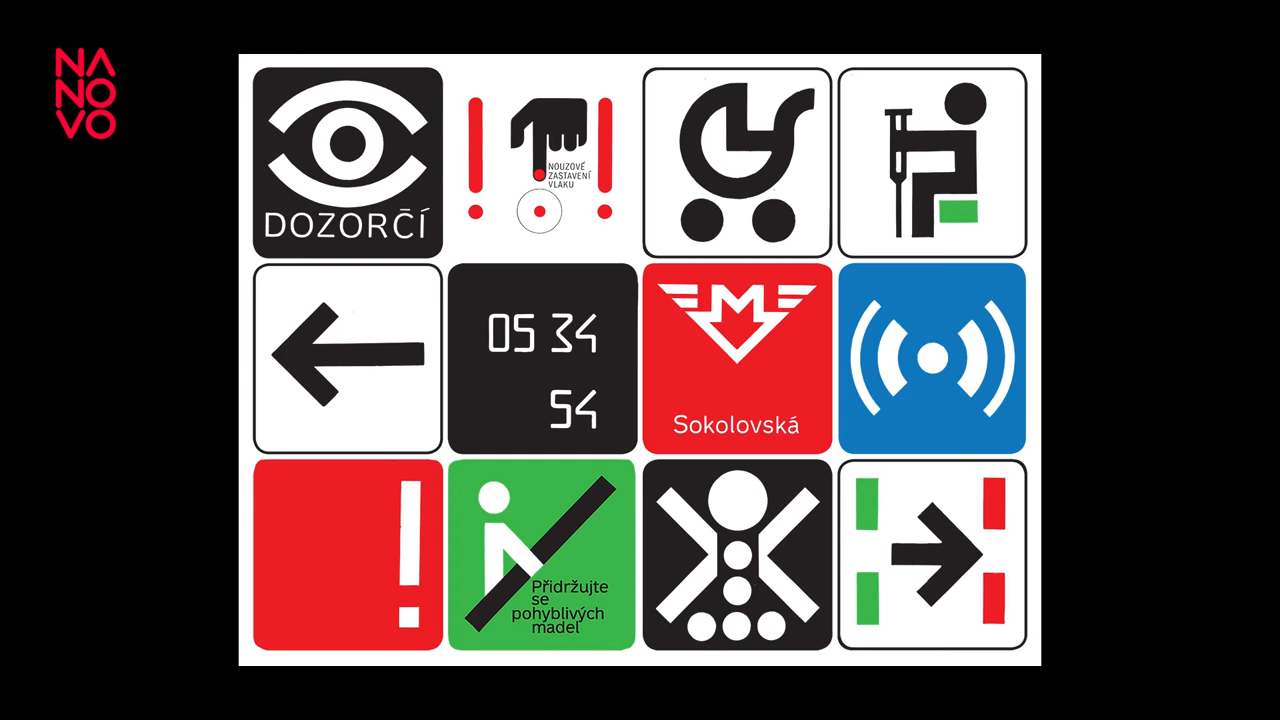 NA
NO
VO
DOZORČÍ
NOUZOVÉ
ZASTAVENÍ
VLAKU
05 34
54
M
Sokolovská
!
Přidržujte
se
pohyblivých
madel